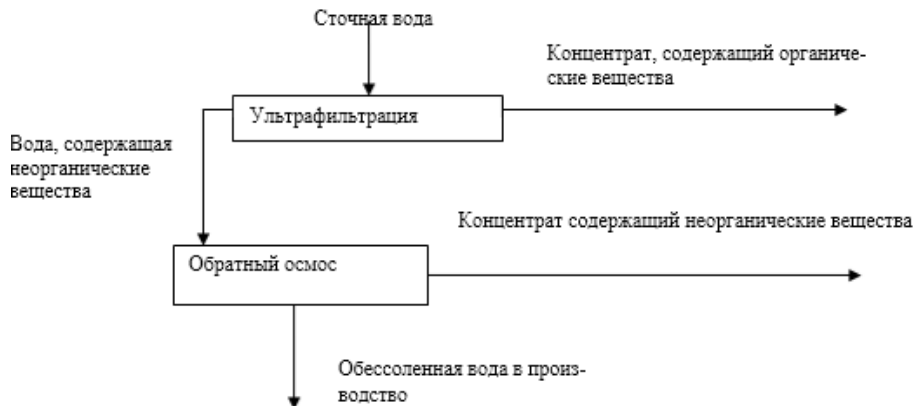 Сточная вода
Концентрат, содержащий органиче-
ские вещества
Ультрафильтрация
Вода, содержащая
неорганические
вещества
Концентрат содержащий неорганические вещества
Обратный осмос
Обессоленная вода в произ-
водство